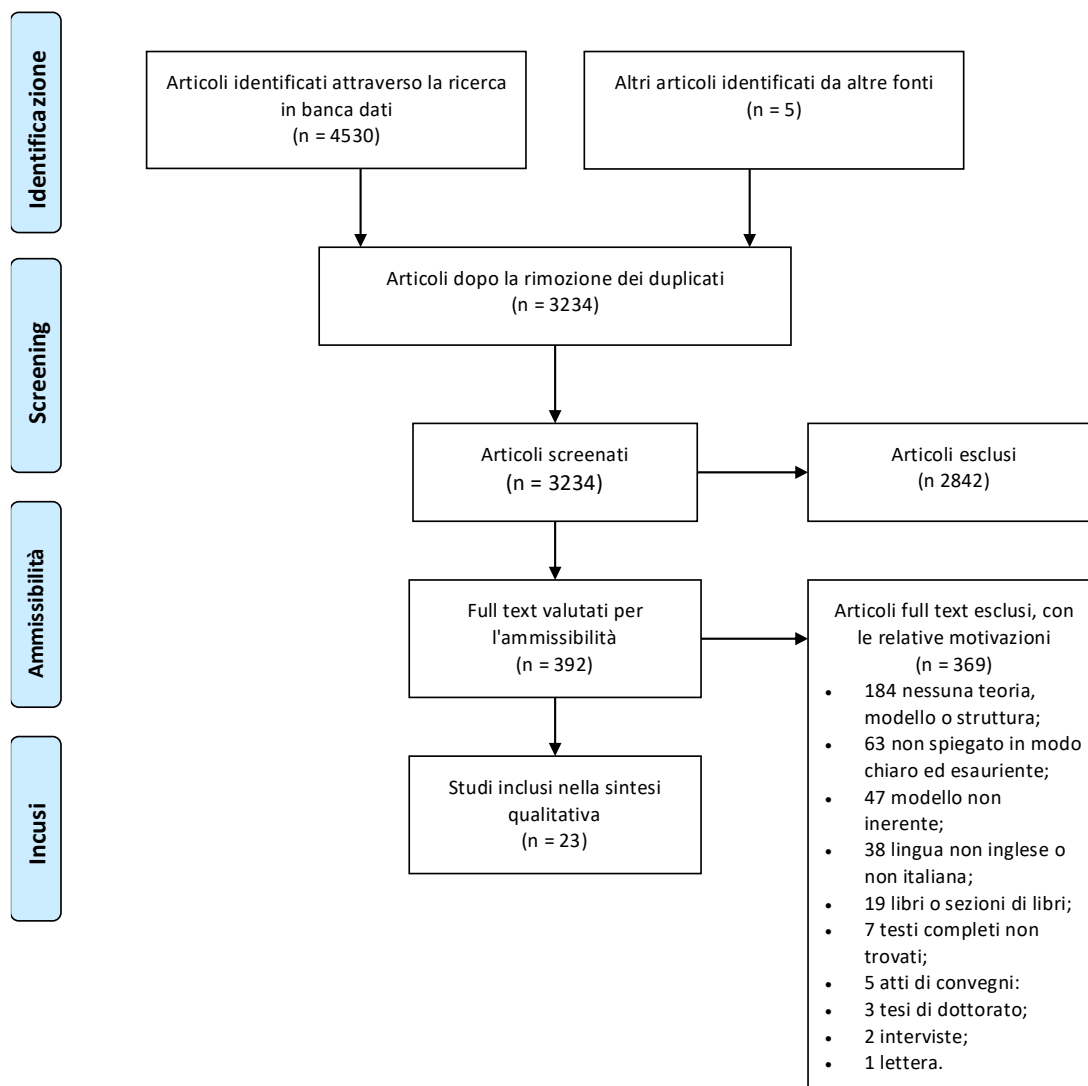 Identificazione
Articoli identificati attraverso la ricerca
in banca dati
(n = 4530)
Altri articoli identificati da altre fonti
(n = 5)
Screening
Articoli dopo la rimozione dei duplicati
(n = 3234)
Articoli screenati
(n = 3234)
Articoli esclusi
(n 2842)
Ammissibilità
Full text valutati per
l'ammissibilità
(n = 392)
Articoli full text esclusi, con
le relative motivazioni
(n = 369)
• 184 nessuna teoria,
modello o struttura;
• 63 non spiegato in modo
chiaro ed esauriente;
• 47 modello non
inerente;
• 38 lingua non inglese o
non italiana;
• 19 libri o sezioni di libri;
• 7 testi completi non
trovati;
• 5 atti di convegni:
• 3 tesi di dottorato;
• 2 interviste;
• 1 lettera.
Incusi
Studi inclusi nella sintesi
qualitativa
(n = 23)